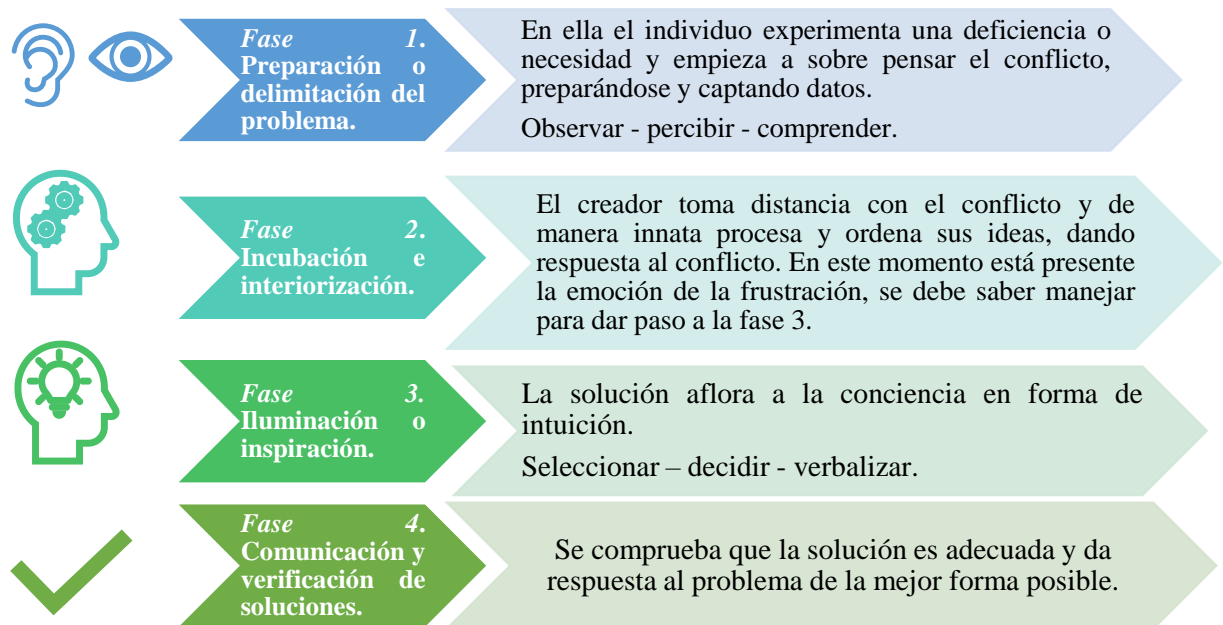 Fase 1.
Preparación o
delimitación del
problema.
En ella el individuo experimenta una deficiencia o
necesidad y empieza a sobre pensar el conflicto,
preparándose y captando datos.
Observar - percibir - comprender.
Fase 2.
Incubación e
interiorización.
El creador toma distancia con el conflicto y de
manera innata procesa y ordena sus ideas, dando
respuesta al conflicto. En este momento está presente
la emoción de la frustración, se debe saber manejar
para dar paso a la fase 3.
Fase 3.
Iluminación o
inspiración.
La solución aflora a la conciencia en forma de
intuición.
Seleccionar – decidir - verbalizar.
Fase 4.
Comunicación y
verificación de
soluciones.
Se comprueba que la solución es adecuada y da
respuesta al problema de la mejor forma posible.